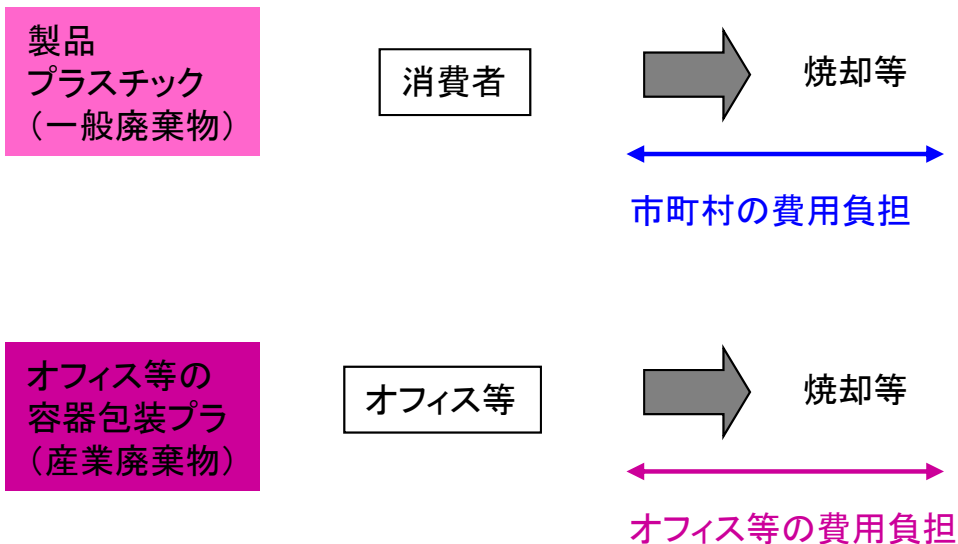 製品
プラスチック
（一般廃棄物）
消費者
焼却等
市町村の費用負担
オフィス等の
容器包装プラ
（産業廃棄物）
オフィス等
焼却等
オフィス等の費用負担